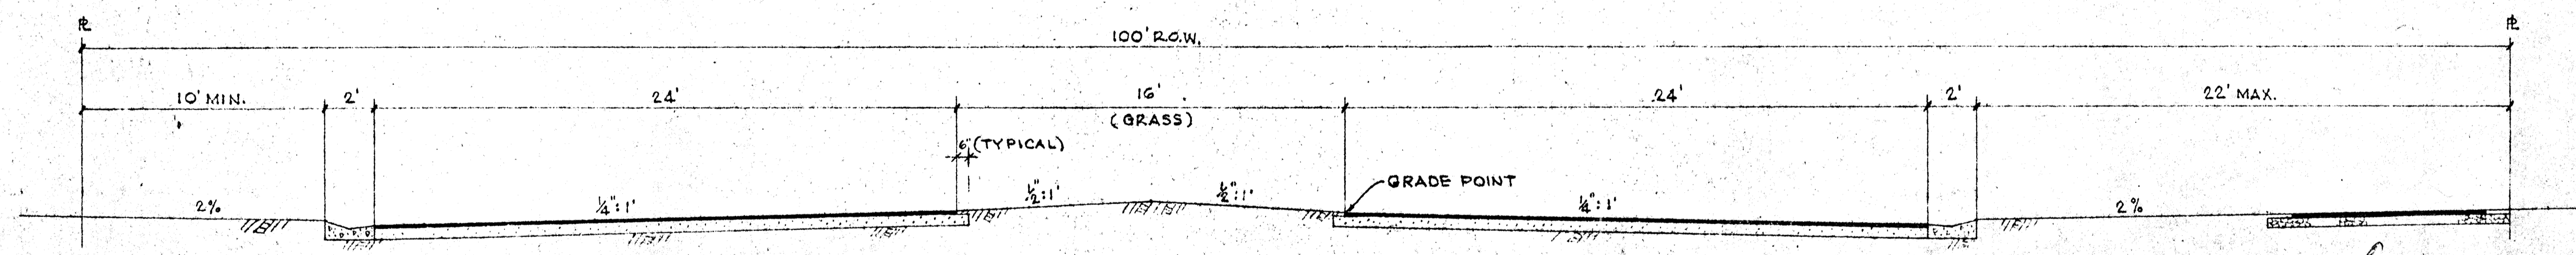 ℄ ℄
100' R.O.W.
10' MIN. 2' 24' 16' 24' 2' 22' MAX.
(GRASS)
6" (TYPICAL)
GRADE POINT
2% ¼":1' ½":1' ½":1' ¼":1' 2%